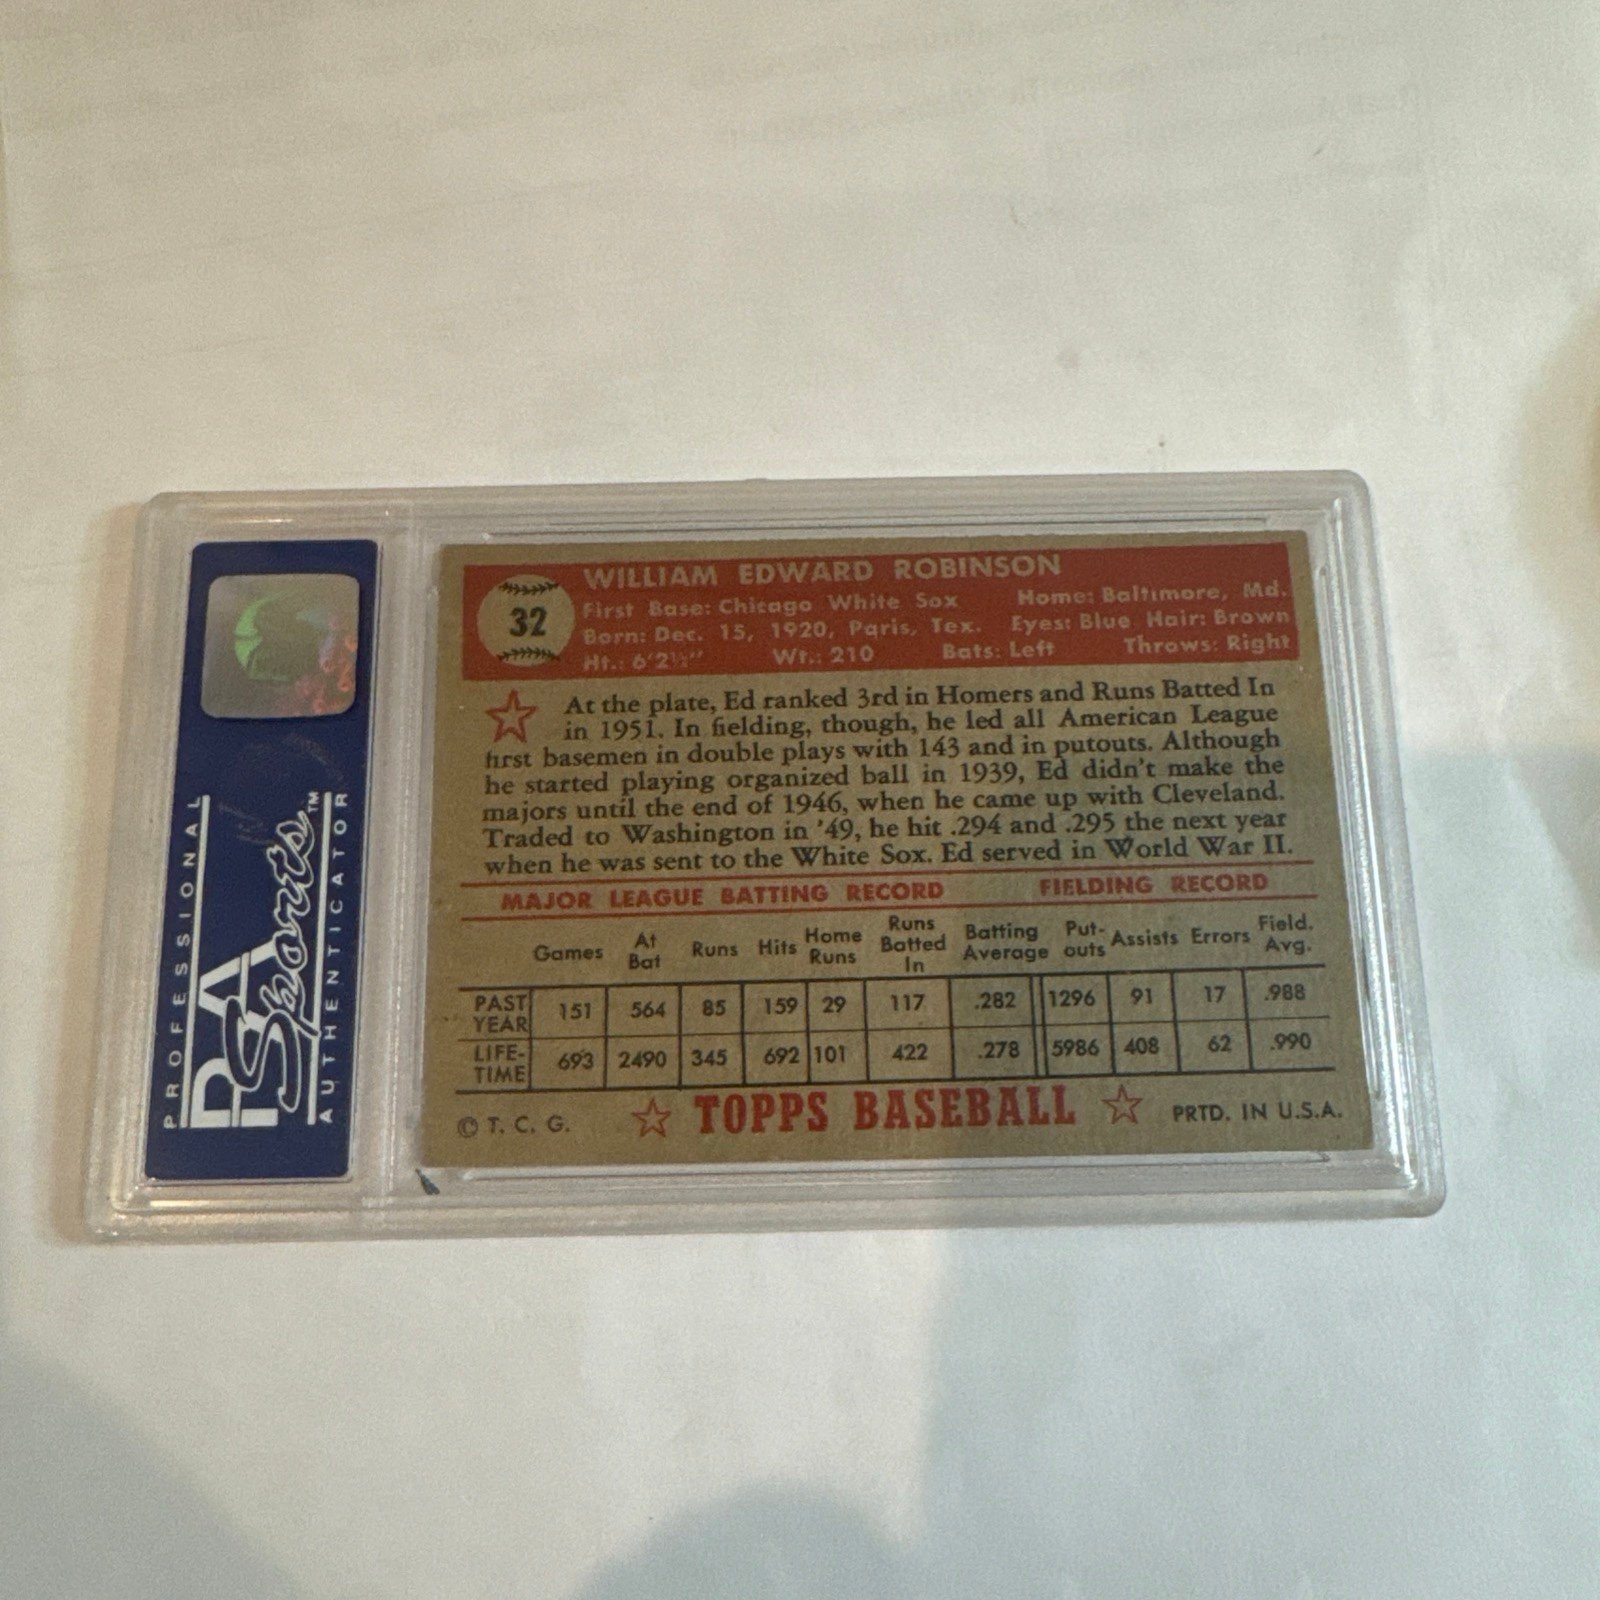 PROFESSIONAL
PSA
Sports™
AUTHENTICATOR
WILLIAM EDWARD ROBINSON
32
First Base: Chicago White Sox Home: Baltimore, Md.
Born: Dec. 15, 1920, Paris, Tex. Eyes: Blue Hair: Brown
Ht.: 6'2½" Wt.: 210 Bats: Left Throws: Right
At the plate, Ed ranked 3rd in Homers and Runs Batted In
in 1951. In fielding, though, he led all American League
first basemen in double plays with 143 and in putouts. Although
he started playing organized ball in 1939, Ed didn't make the
majors until the end of 1946, when he came up with Cleveland.
Traded to Washington in '49, he hit .294 and .295 the next year
when he was sent to the White Sox. Ed served in World War II.
MAJOR LEAGUE BATTING RECORD FIELDING RECORD
Games At Bat Runs Hits Home Runs Runs Batted In Batting Average Put-outs Assists Errors Field. Avg.
PAST YEAR 151 564 85 159 29 117 .282 1296 91 17 .988
LIFE-TIME 693 2490 345 692 101 422 .278 5986 408 62 .990
© T. C. G. TOPPS BASEBALL PRTD. IN U.S.A.